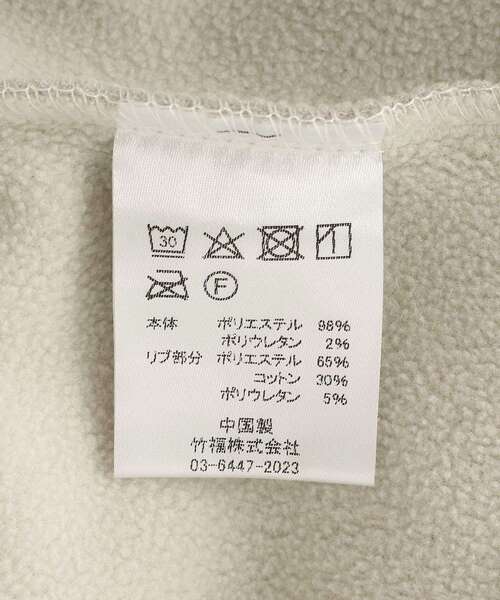 30
F
本体 ポリエステル 98%
ポリウレタン 2%
リブ部分 ポリエステル 65%
コットン 30%
ポリウレタン 5%
中国製
竹福株式会社
03-6447-2023